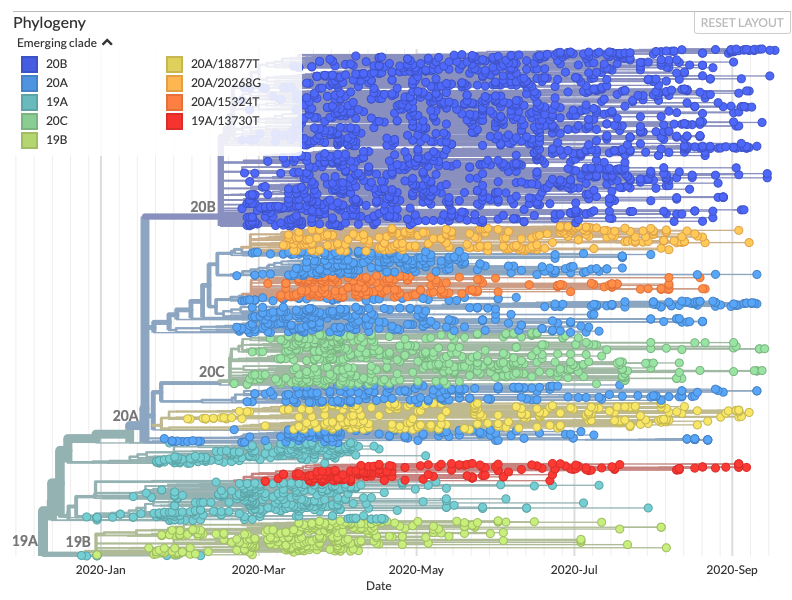 Phylogeny
RESET LAYOUT
Emerging clade
20B
20A
19A
20C
19B
20A/18877T
20A/20268G
20A/15324T
19A/13730T
20B
20C
20A
19A
19B
2020-Jan
2020-Mar
2020-May
2020-Jul
2020-Sep
Date